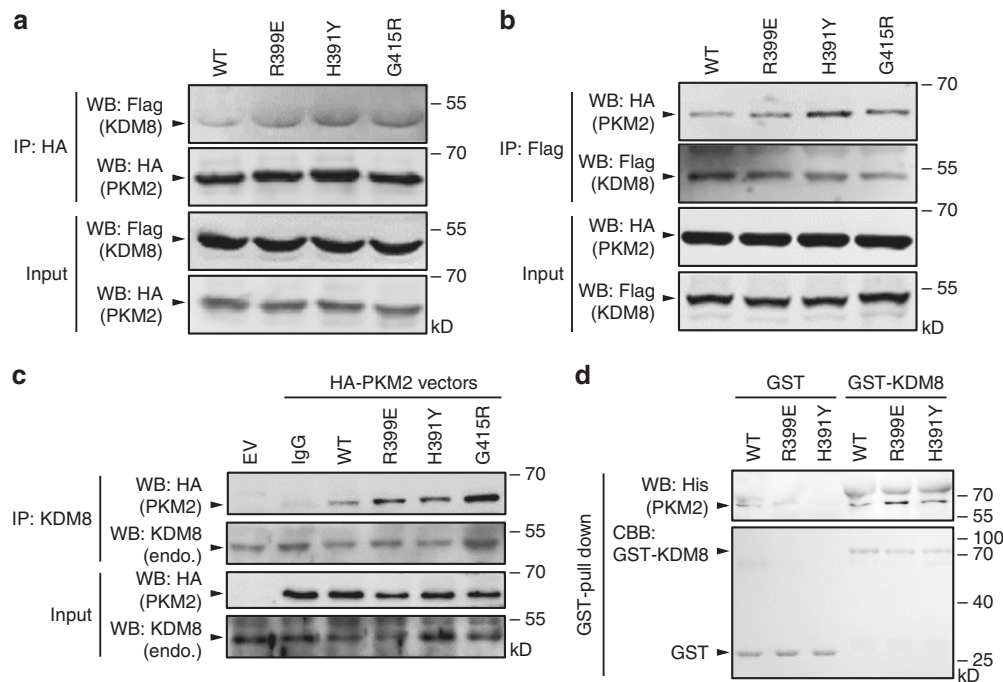 a
WT
R399E
H391Y
G415R
IP: HA
WB: Flag
(KDM8)
– 55
WB: HA
(PKM2)
– 70
Input
WB: Flag
(KDM8)
– 55
WB: HA
(PKM2)
– 70
kD
b
WT
R399E
H391Y
G415R
IP: Flag
WB: HA
(PKM2)
– 70
WB: Flag
(KDM8)
– 55
Input
WB: HA
(PKM2)
– 70
WB: Flag
(KDM8)
– 55
kD
c
HA-PKM2 vectors
EV
IgG
WT
R399E
H391Y
G415R
IP: KDM8
WB: HA
(PKM2)
– 70
WB: KDM8
(endo.)
– 55
Input
WB: HA
(PKM2)
– 70
WB: KDM8
(endo.)
– 55
kD
d
GST
GST-KDM8
WT
R399E
H391Y
WT
R399E
H391Y
GST-pull down
WB: His
(PKM2)
– 70
– 55
CBB:
GST-KDM8
– 100
– 70
– 40
GST
– 25
kD